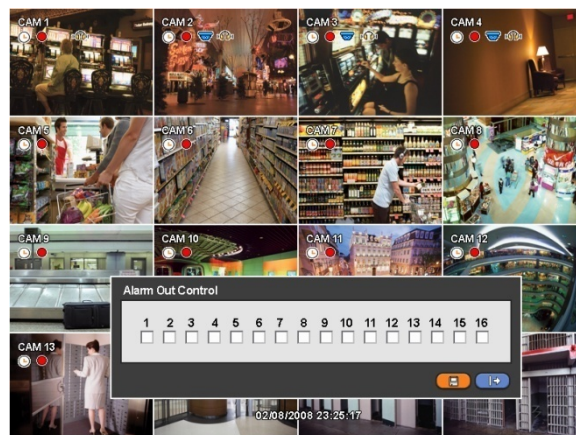 CAM 1
CAM 2
CAM 3
CAM 4
CAM 5
CAM 6
CAM 7
CAM 8
CAM 9
CAM 10
CAM 11
CAM 12
Alarm Out Control
1 2 3 4 5 6 7 8 9 10 11 12 13 14 15 16
CAM 13
02/08/2008 23:25:17